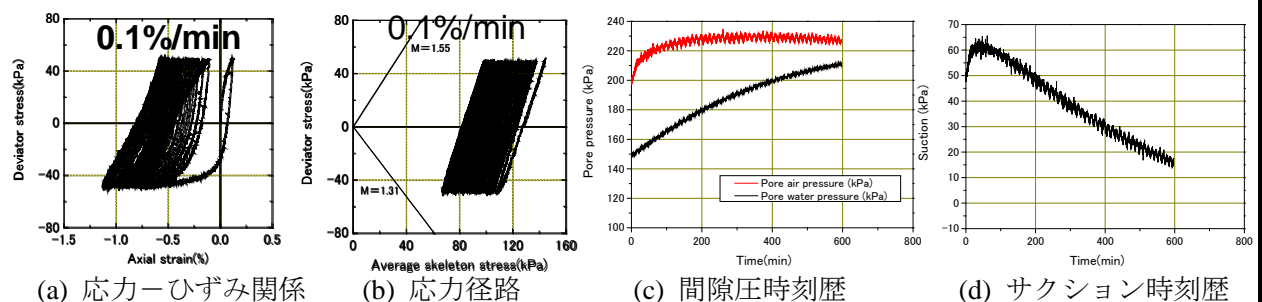 0.1%/min
80
40
0
-40
-80
Deviator stress(kPa)
-1.5
-1.0
-0.5
0.0
0.5
Axial strain(%)
(a) 応力－ひずみ関係
0.1%/min
M＝1.55
M＝1.31
80
40
0
-40
-80
Deviator stress(kPa)
0
40
80
120
160
Average skeleton stress(kPa)
(b) 応力径路
240
220
200
180
160
140
120
100
Pore pressure (kPa)
Pore air pressure (kPa)
Pore water pressure (kPa)
0
200
400
600
800
Time(min)
(c) 間隙圧時刻歴
70
60
50
40
30
20
10
0
-10
Suction (kPa)
0
200
400
600
800
Time(min)
(d) サクション時刻歴